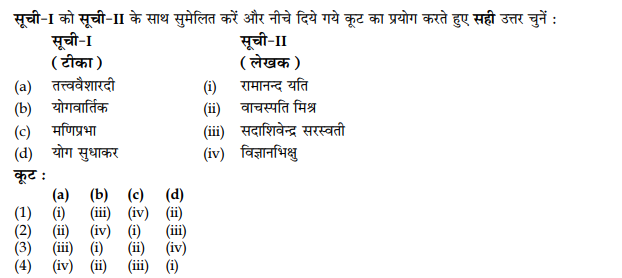 सूची-I को सूची-II के साथ सुमेलित करें और नीचे दिये गये कूट का प्रयोग करते हुए सही उत्तर चुनें :
सूची-I सूची-II
( टीका ) ( लेखक )
(a) तत्त्ववैशारदी (i) रामानन्द यति
(b) योगवार्तिक (ii) वाचस्पति मिश्र
(c) मणिप्रभा (iii) सदाशिवेन्द्र सरस्वती
(d) योग सुधाकर (iv) विज्ञानभिक्षु
कूट :
(a) (b) (c) (d)
(1) (i) (iii) (iv) (ii)
(2) (ii) (iv) (i) (iii)
(3) (iii) (i) (ii) (iv)
(4) (iv) (ii) (iii) (i)